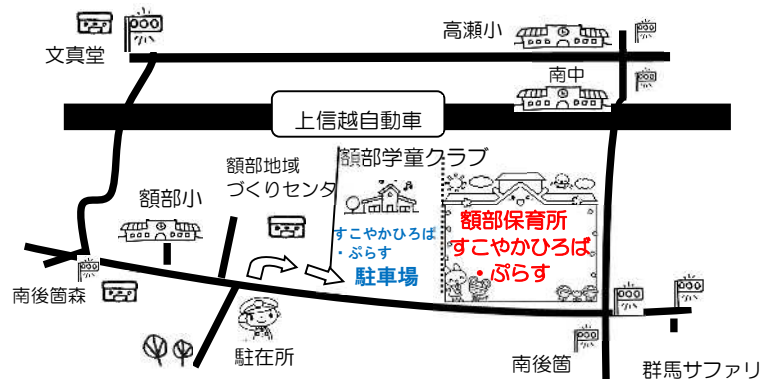 高瀬小
文真堂
南中
上信越自動車
額部学童クラブ
額部地域
づくりセンタ
額部小
額部保育所
すこやかひろば
・ぷらす
すこやかひろば
・ぷらす
駐車場
南後箇森
駐在所
南後箇
群馬サファリ